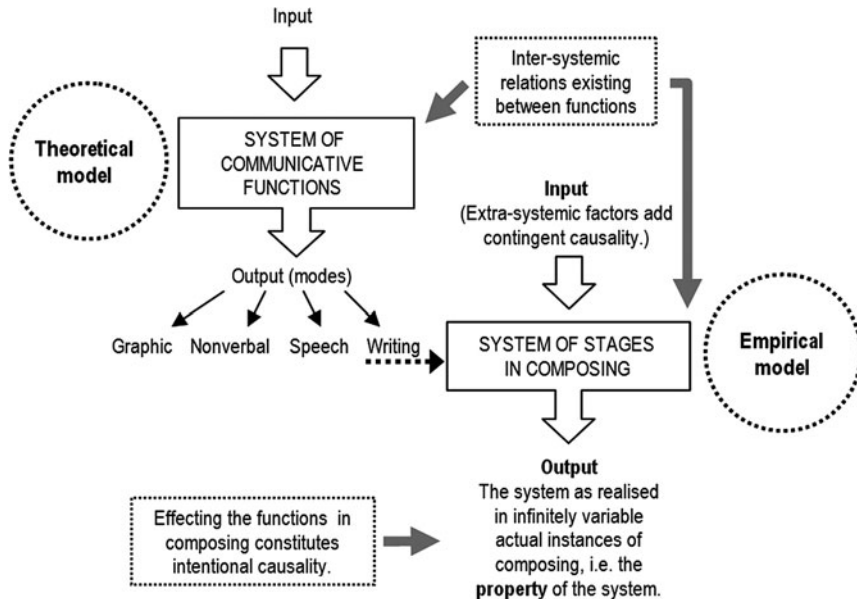 Input
Inter-systemic
relations existing
between functions
Theoretical
model
SYSTEM OF
COMMUNICATIVE
FUNCTIONS
Input
(Extra-systemic factors add
contingent causality.)
Output (modes)
Graphic Nonverbal Speech Writing
SYSTEM OF STAGES
IN COMPOSING
Empirical
model
Output
The system as realised
in infinitely variable
actual instances of
composing, i.e. the
property of the system.
Effecting the functions in
composing constitutes
intentional causality.